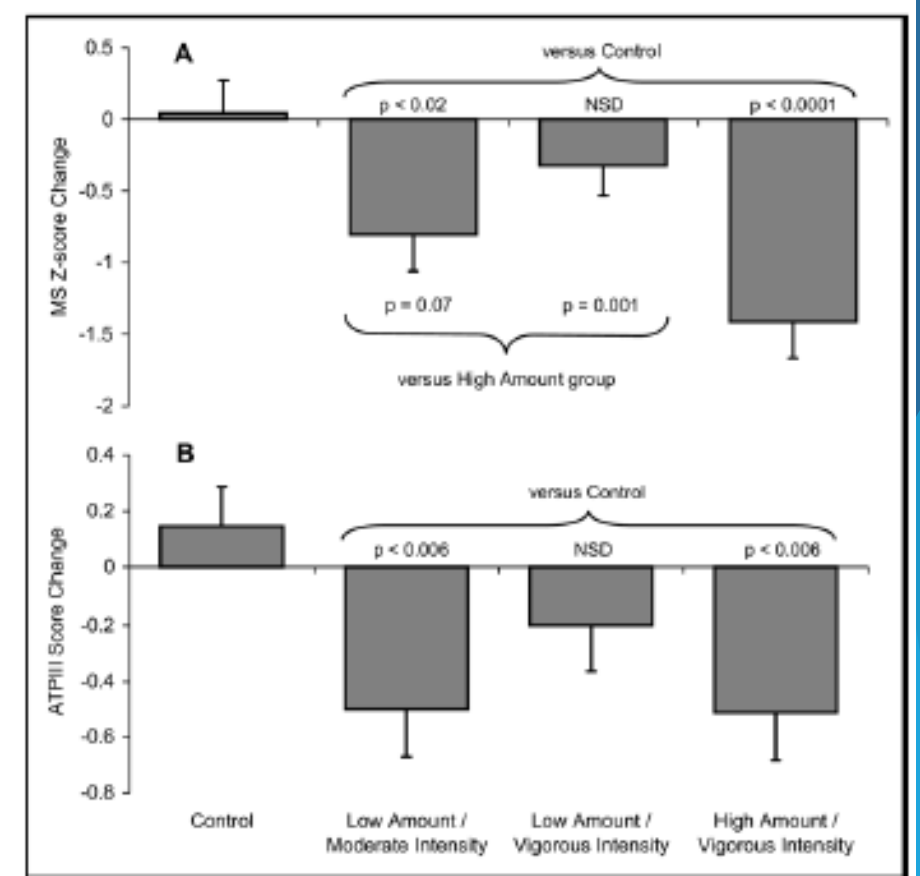 A
0.5
0
-0.5
-1
-1.5
-2
MS Z-score Change
versus Control
p < 0.02 NSD p < 0.0001
p = 0.07 p = 0.001
versus High Amount group
B
0.4
0.2
0
-0.2
-0.4
-0.6
-0.8
ATPIII Score Change
versus Control
p < 0.006 NSD p < 0.006
Control
Low Amount /
Moderate Intensity
Low Amount /
Vigorous Intensity
High Amount /
Vigorous Intensity